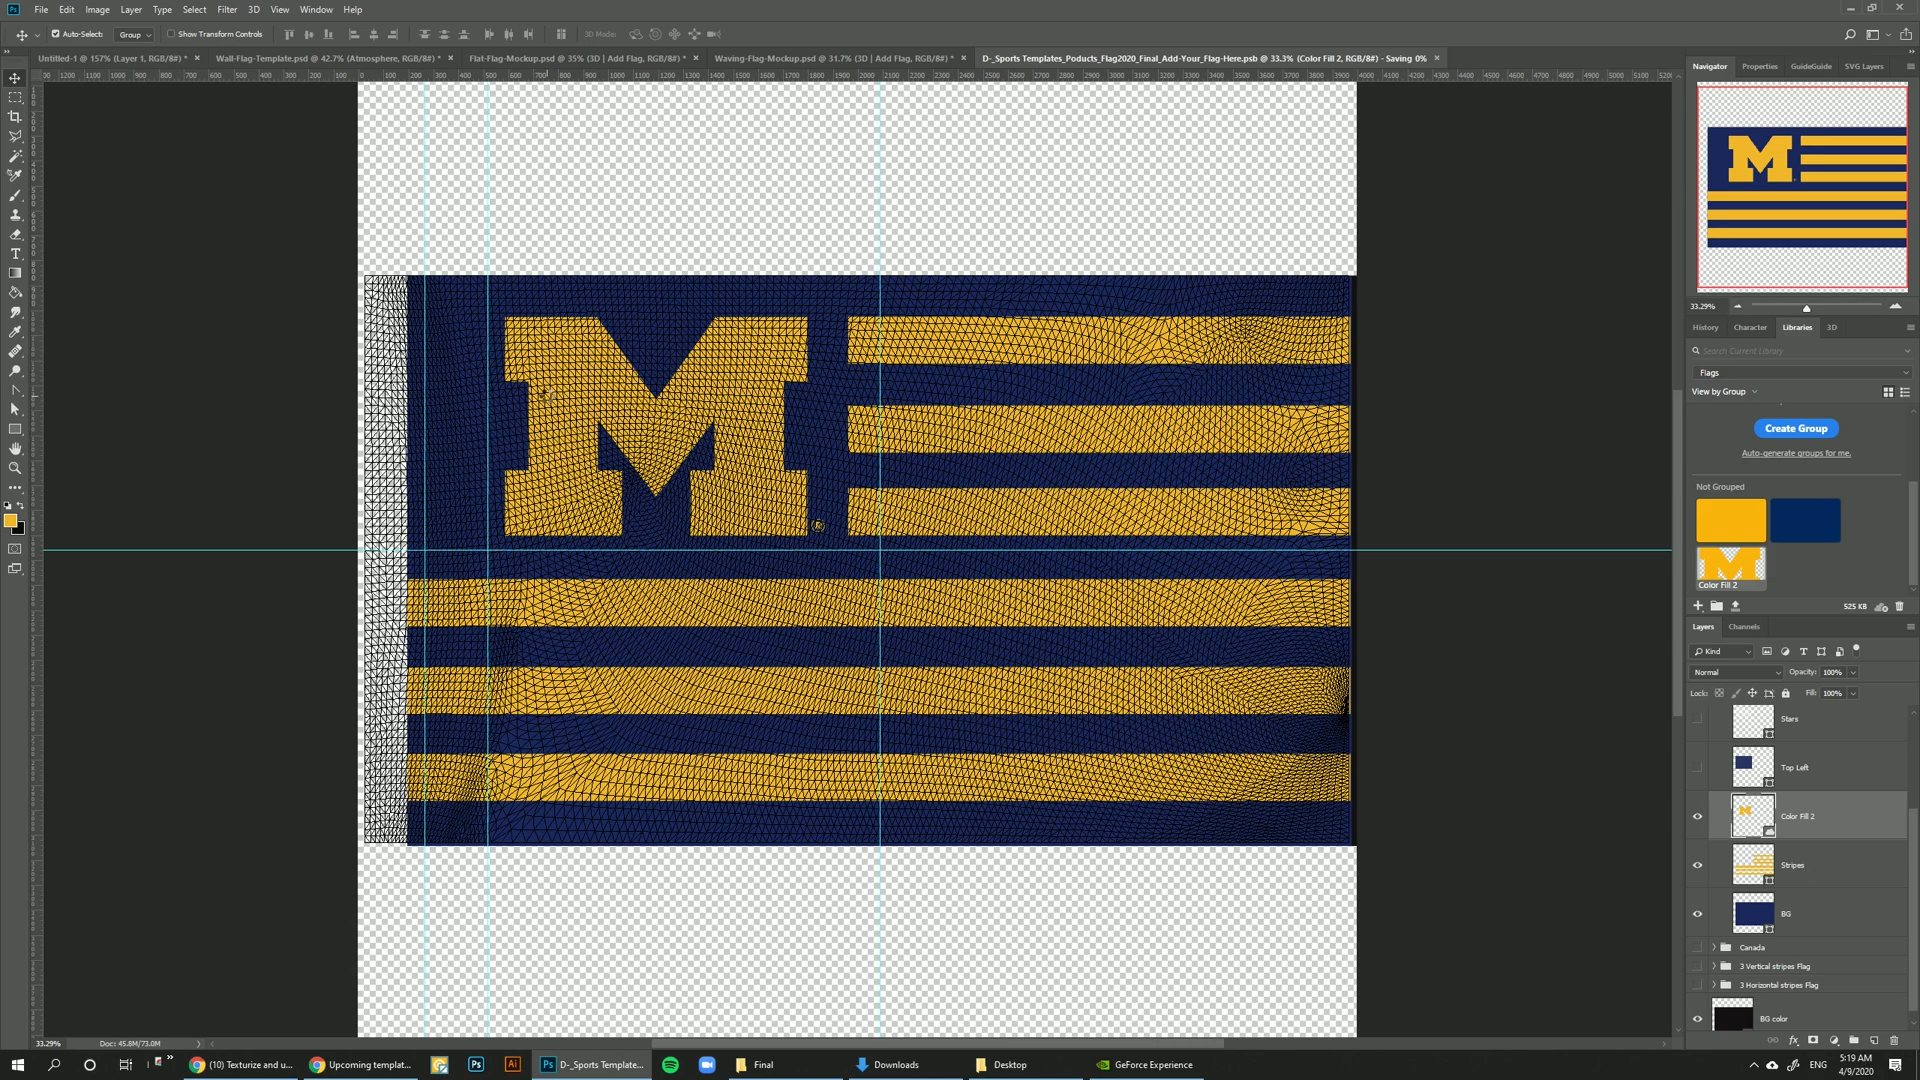 Ps File Edit Image Layer Type Select Filter 3D View Window Help
Auto-Select: Group Show Transform Controls 3D Modes:
Untitled-1 @ 157% (Layer 1, RGB/8#) * × Wall-Flag-Template.psd @ 42.7% (Atmosphere, RGB/8#) * × Flat-Flag-Mockup.psd @ 35% (3D | Add Flag, RGB/8#) * × Waving-Flag-Mockup.psd @ 31.7% (3D | Add Flag, RGB/8#) * × D-_Sports Templates_Poducts_Flag2020_Final_Add-Your_Flag-Here.psb @ 33.3% (Color Fill 2, RGB/8#) - Saving 0% ×
Navigator Properties GuideGuide SVG Layers
M
®
33.29%
History Character Libraries 3D
Search Current Library
Flags
View by Group
Create Group
Auto-generate groups for me.
Not Grouped
Color Fill 2
525 KB
Layers Channels
Kind
Normal Opacity: 100%
Lock: Fill: 100%
Stars
Top Left
Color Fill 2
Stripes
BG
Canada
3 Vertical stripes Flag
3 Horizontal stripes Flag
BG color
33.29% Doc: 45.8M/73.0M
(10) Texturize and u... Upcoming templat... Ps Ai Ps D-_Sports Template... Final Downloads Desktop GeForce Experience ENG 5:19 AM
4/9/2020